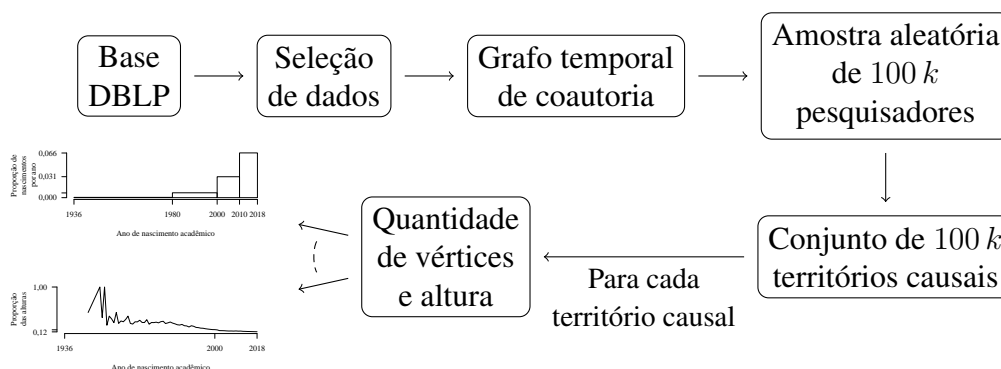 Base
DBLP
Seleção
de dados
Grafo temporal
de coautoria
Amostra aleatória
de 100 k
pesquisadores
Conjunto de 100 k
territórios causais
Para cada
território causal
Quantidade
de vértices
e altura
Proporção de
nascimentos
por ano
0,066
0,031
0,000
1936 1980 2000 2010 2018
Ano de nascimento acadêmico
Proporção
das alturas
1,00
0,12
1936 2000 2018
Ano de nascimento acadêmico